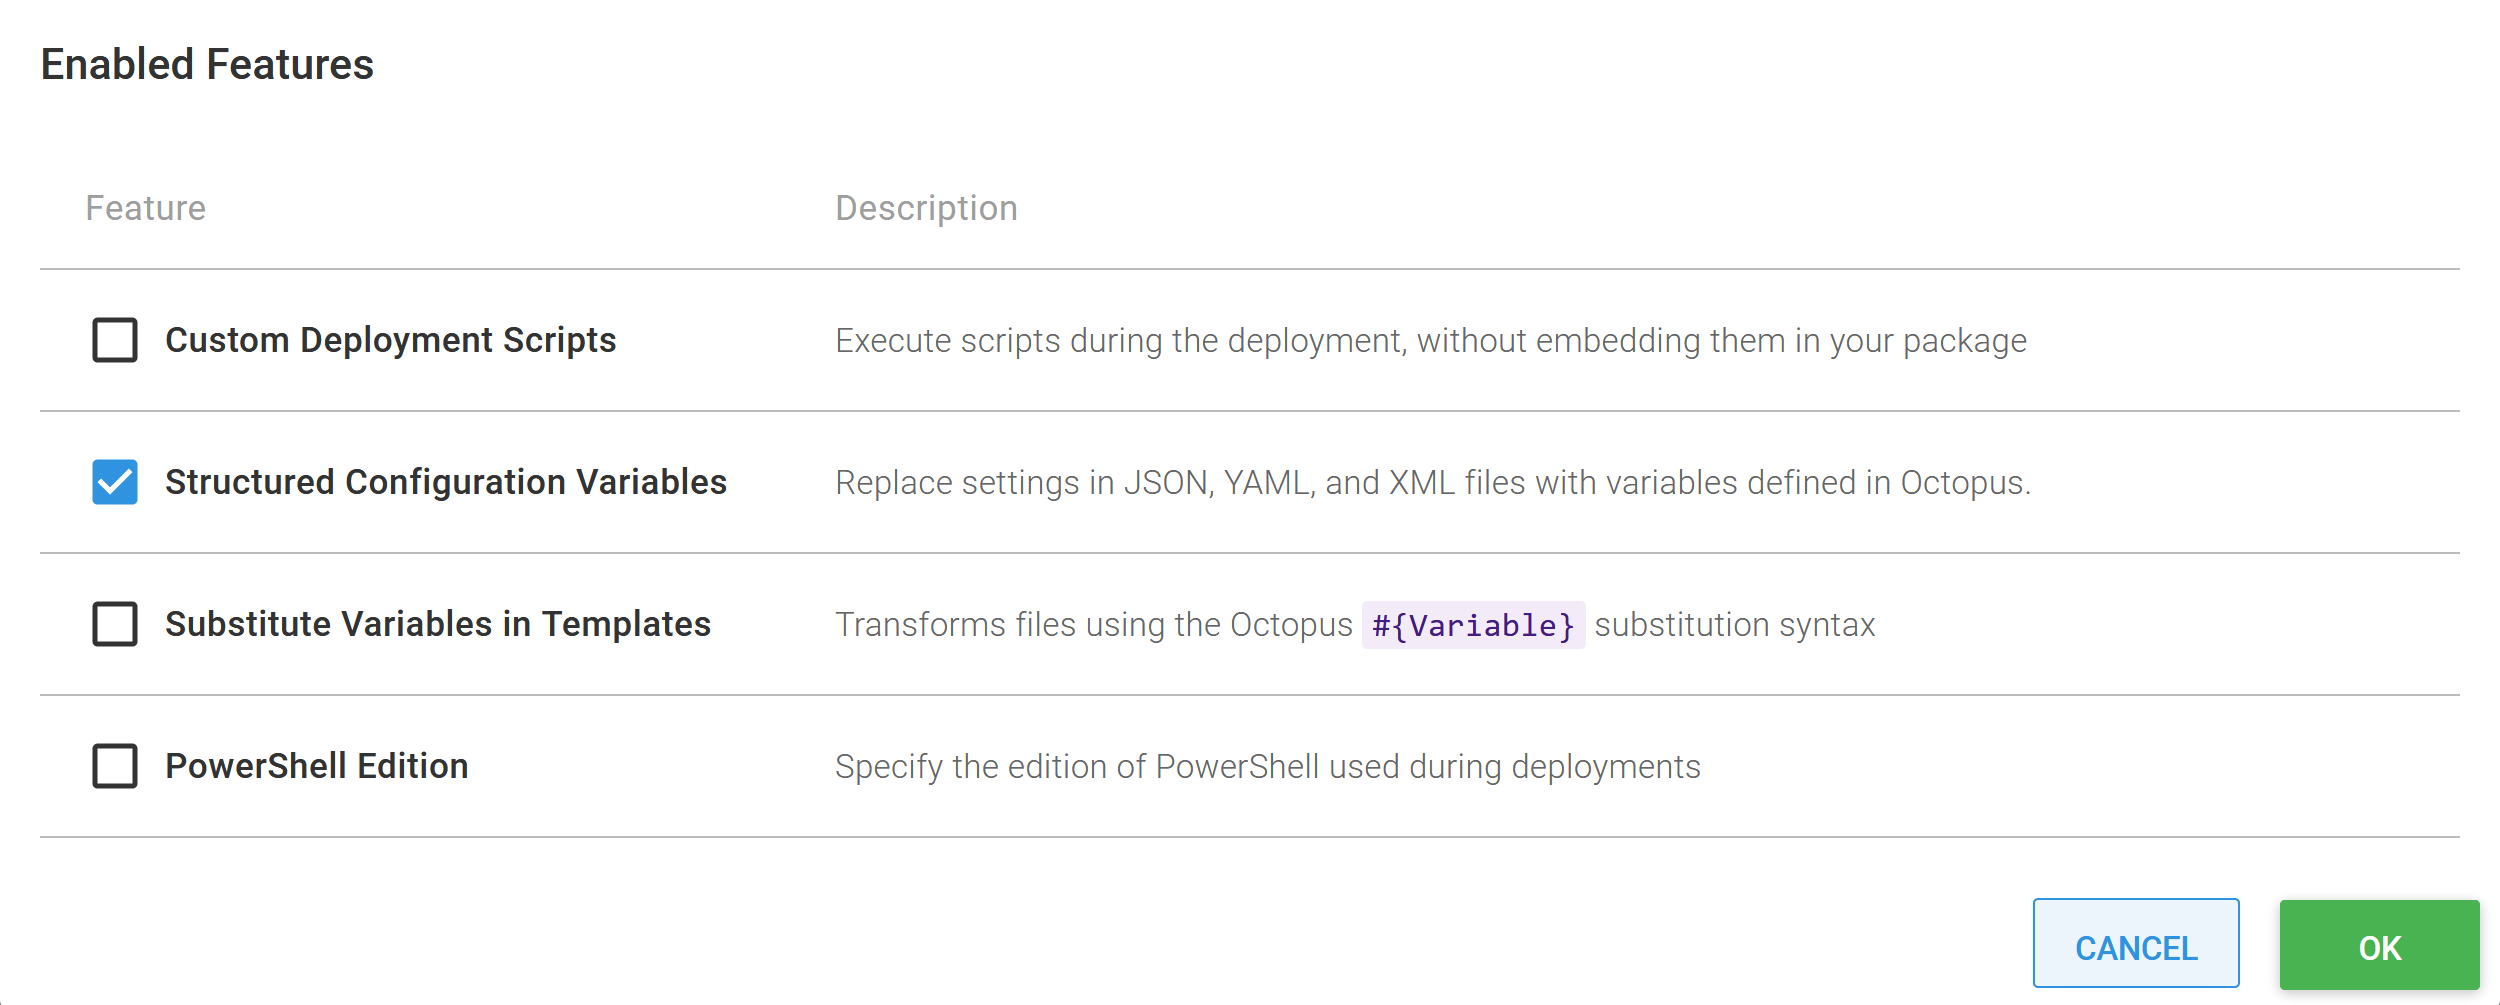 Enabled Features
Feature Description
Custom Deployment Scripts Execute scripts during the deployment, without embedding them in your package
Structured Configuration Variables Replace settings in JSON, YAML, and XML files with variables defined in Octopus.
Substitute Variables in Templates Transforms files using the Octopus #{Variable} substitution syntax
PowerShell Edition Specify the edition of PowerShell used during deployments
CANCEL OK